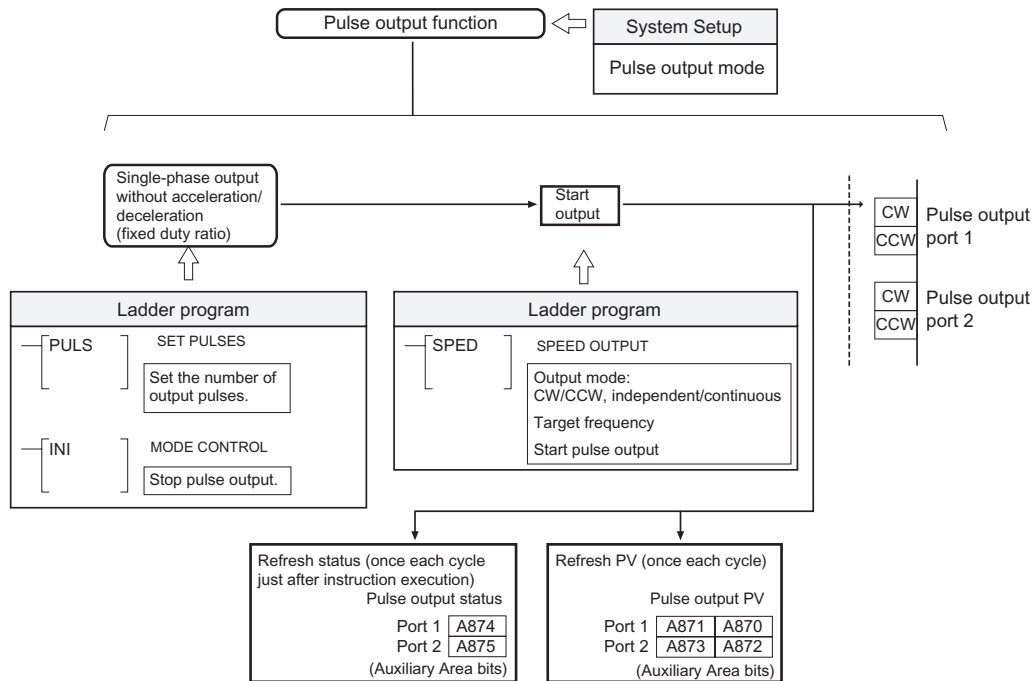 Pulse output function
System Setup
Pulse output mode
Single-phase output
without acceleration/
deceleration
(fixed duty ratio)
Start
output
CW
CCW
Pulse output
port 1
CW
CCW
Pulse output
port 2
Ladder program
PULS
SET PULSES
Set the number of
output pulses.
INI
MODE CONTROL
Stop pulse output.
Ladder program
SPED
SPEED OUTPUT
Output mode:
CW/CCW, independent/continuous
Target frequency
Start pulse output
Refresh status (once each cycle
just after instruction execution)
Pulse output status
Port 1 A874
Port 2 A875
(Auxiliary Area bits)
Refresh PV (once each cycle)
Pulse output PV
Port 1 A871 A870
Port 2 A873 A872
(Auxiliary Area bits)